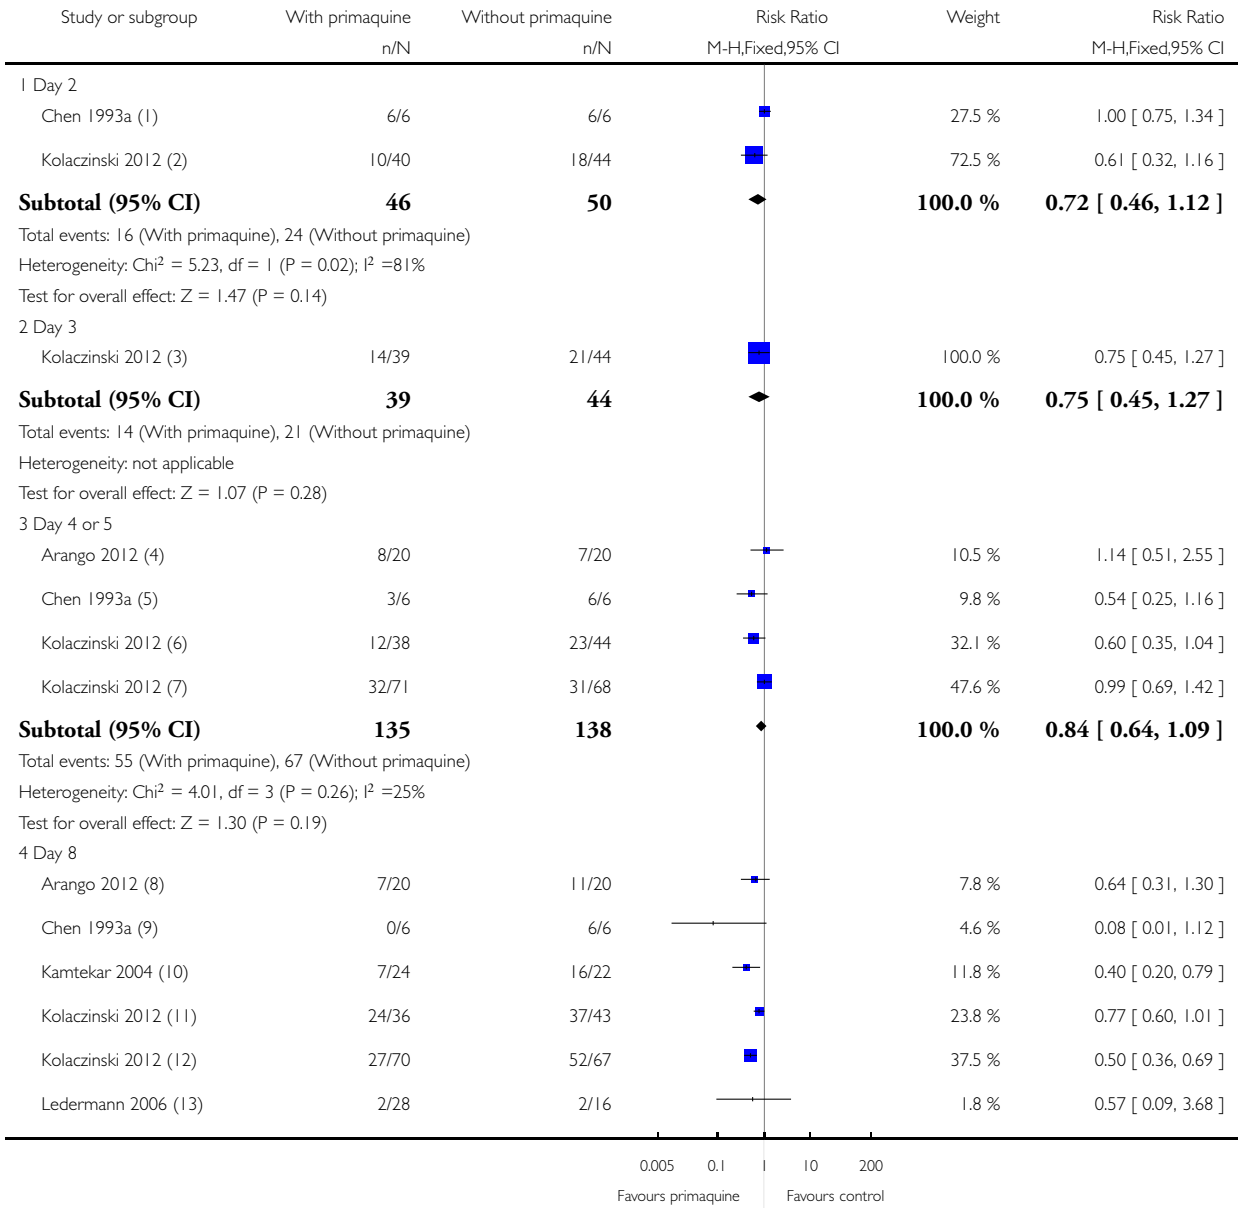 Study or subgroup With primaquine Without primaquine Risk Ratio Weight Risk Ratio
n/N n/N M-H,Fixed,95% CI M-H,Fixed,95% CI
1 Day 2
Chen 1993a (1) 6/6 6/6 27.5 % 1.00 [ 0.75, 1.34 ]
Kolaczinski 2012 (2) 10/40 18/44 72.5 % 0.61 [ 0.32, 1.16 ]
Subtotal (95% CI) 46 50 100.0 % 0.72 [ 0.46, 1.12 ]
Total events: 16 (With primaquine), 24 (Without primaquine)
Heterogeneity: Chi² = 5.23, df = 1 (P = 0.02); I² =81%
Test for overall effect: Z = 1.47 (P = 0.14)
2 Day 3
Kolaczinski 2012 (3) 14/39 21/44 100.0 % 0.75 [ 0.45, 1.27 ]
Subtotal (95% CI) 39 44 100.0 % 0.75 [ 0.45, 1.27 ]
Total events: 14 (With primaquine), 21 (Without primaquine)
Heterogeneity: not applicable
Test for overall effect: Z = 1.07 (P = 0.28)
3 Day 4 or 5
Arango 2012 (4) 8/20 7/20 10.5 % 1.14 [ 0.51, 2.55 ]
Chen 1993a (5) 3/6 6/6 9.8 % 0.54 [ 0.25, 1.16 ]
Kolaczinski 2012 (6) 12/38 23/44 32.1 % 0.60 [ 0.35, 1.04 ]
Kolaczinski 2012 (7) 32/71 31/68 47.6 % 0.99 [ 0.69, 1.42 ]
Subtotal (95% CI) 135 138 100.0 % 0.84 [ 0.64, 1.09 ]
Total events: 55 (With primaquine), 67 (Without primaquine)
Heterogeneity: Chi² = 4.01, df = 3 (P = 0.26); I² =25%
Test for overall effect: Z = 1.30 (P = 0.19)
4 Day 8
Arango 2012 (8) 7/20 11/20 7.8 % 0.64 [ 0.31, 1.30 ]
Chen 1993a (9) 0/6 6/6 4.6 % 0.08 [ 0.01, 1.12 ]
Kamtekar 2004 (10) 7/24 16/22 11.8 % 0.40 [ 0.20, 0.79 ]
Kolaczinski 2012 (11) 24/36 37/43 23.8 % 0.77 [ 0.60, 1.01 ]
Kolaczinski 2012 (12) 27/70 52/67 37.5 % 0.50 [ 0.36, 0.69 ]
Ledermann 2006 (13) 2/28 2/16 1.8 % 0.57 [ 0.09, 3.68 ]
0.005 0.1 1 10 200
Favours primaquine Favours control